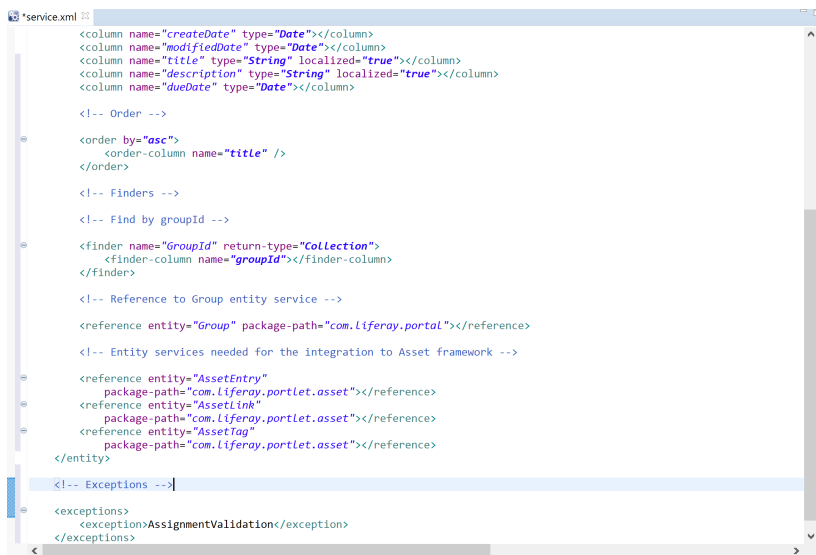 *service.xml
<column name="createDate" type="Date"></column>
<column name="modifiedDate" type="Date"></column>
<column name="title" type="String" localized="true"></column>
<column name="description" type="String" localized="true"></column>
<column name="dueDate" type="Date"></column>
<!-- Order -->
<order by="asc">
<order-column name="title" />
</order>
<!-- Finders -->
<!-- Find by groupId -->
<finder name="GroupId" return-type="Collection">
<finder-column name="groupId"></finder-column>
</finder>
<!-- Reference to Group entity service -->
<reference entity="Group" package-path="com.liferay.portal"></reference>
<!-- Entity services needed for the integration to Asset framework -->
<reference entity="AssetEntry"
package-path="com.liferay.portlet.asset"></reference>
<reference entity="AssetLink"
package-path="com.liferay.portlet.asset"></reference>
<reference entity="AssetTag"
package-path="com.liferay.portlet.asset"></reference>
</entity>
<!-- Exceptions -->
<exceptions>
<exception>AssignmentValidation</exception>
</exceptions>